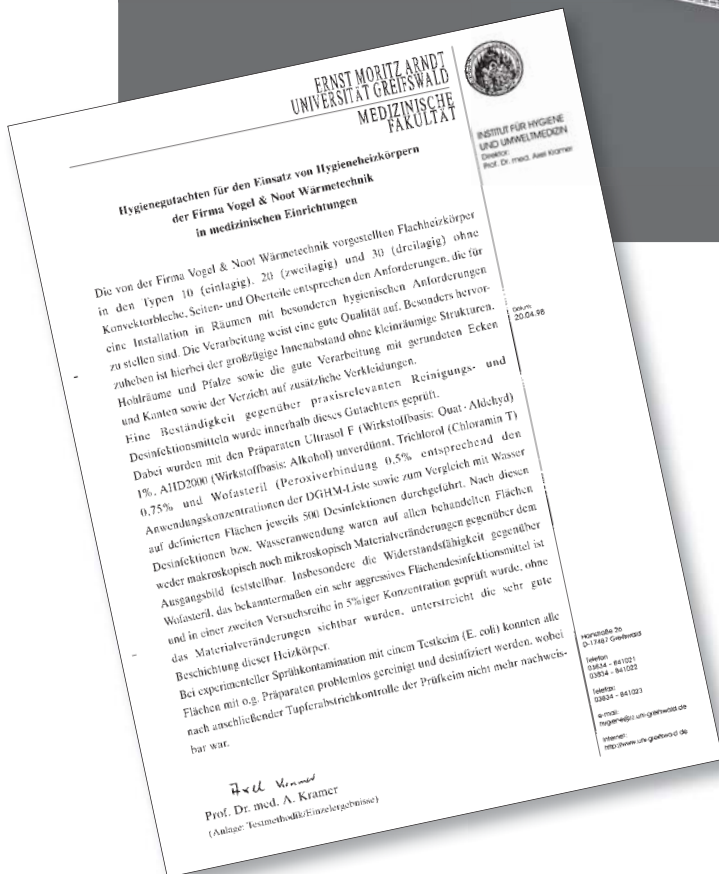 ERNST MORITZ ARNDT
UNIVERSITÄT GREIFSWALD
MEDIZINISCHE
FAKULTÄT
INSTITUT FÜR HYGIENE
UND UMWELTMEDIZIN
Direktor:
Prof. Dr. med. Axel Kramer
Hygienegutachten für den Einsatz von Hygieneheizkörpern
der Firma Vogel & Noot Wärmetechnik
in medizinischen Einrichtungen
Die von der Firma Vogel & Noot Wärmetechnik vorgestellten Flachheizkörper
in den Typen 10 (einlagig), 20 (zweilagig) und 30 (dreilagig) ohne
Konvektorbleche, Seiten- und Oberteile entsprechen den Anforderungen, die für
eine Installation in Räumen mit besonderen hygienischen Anforderungen
zu stellen sind. Die Verarbeitung weist eine gute Qualität auf. Besonders hervor-
zuheben ist hierbei der großzügige Innenabstand ohne kleinräumige Strukturen,
Hohlräume und Pfalze sowie die gute Verarbeitung mit gerundeten Ecken
und Kanten sowie der Verzicht auf zusätzliche Verkleidungen.
Eine Beständigkeit gegenüber praxisrelevanten Reinigungs- und
Desinfektionsmitteln wurde innerhalb dieses Gutachtens geprüft.
Dabei wurden mit den Präparaten Ultrasol F (Wirkstoffbasis: Quat-Aldehyd)
1%, AHD2000 (Wirkstoffbasis: Alkohol) unverdünnt, Trichlorol (Chloramin T)
0,75% und Wofasteril (Peroxiverbindung 0,5% entsprechend den
Anwendungskonzentrationen der DGHM-Liste sowie zum Vergleich mit Wasser
auf definierten Flächen jeweils 500 Desinfektionen durchgeführt. Nach diesen
Desinfektionen bzw. Wasseranwendung waren auf allen behandelten Flächen
weder makroskopisch noch mikroskopisch Materialveränderungen gegenüber dem
Ausgangsbild feststellbar. Insbesondere die Widerstandsfähigkeit gegenüber
Wofasteril, das bekanntermaßen ein sehr aggressives Flächendesinfektionsmittel ist
und in einer zweiten Versuchsreihe in 5%iger Konzentration geprüft wurde, ohne
das Materialveränderungen sichtbar wurden, unterstreicht die sehr gute
Beschichtung dieser Heizkörper.
Bei experimenteller Sprühkontamination mit einem Testkeim (E. coli) konnten alle
Flächen mit o.g. Präparaten problemlos gereinigt und desinfiziert werden, wobei
nach anschließender Tupferabstrichkontrolle der Prüfkeim nicht mehr nachweis-
bar war.
Axel Kramer
Prof. Dr. med. A. Kramer
(Anlage: Testmethodik/Einzelergebnisse)
Datum
20.04.98
Hainstraße 26
D-17487 Greifswald
Telefon
03834 - 841021
03834 - 841022
Telefax:
03834 - 841023
e-mail:
Internet: